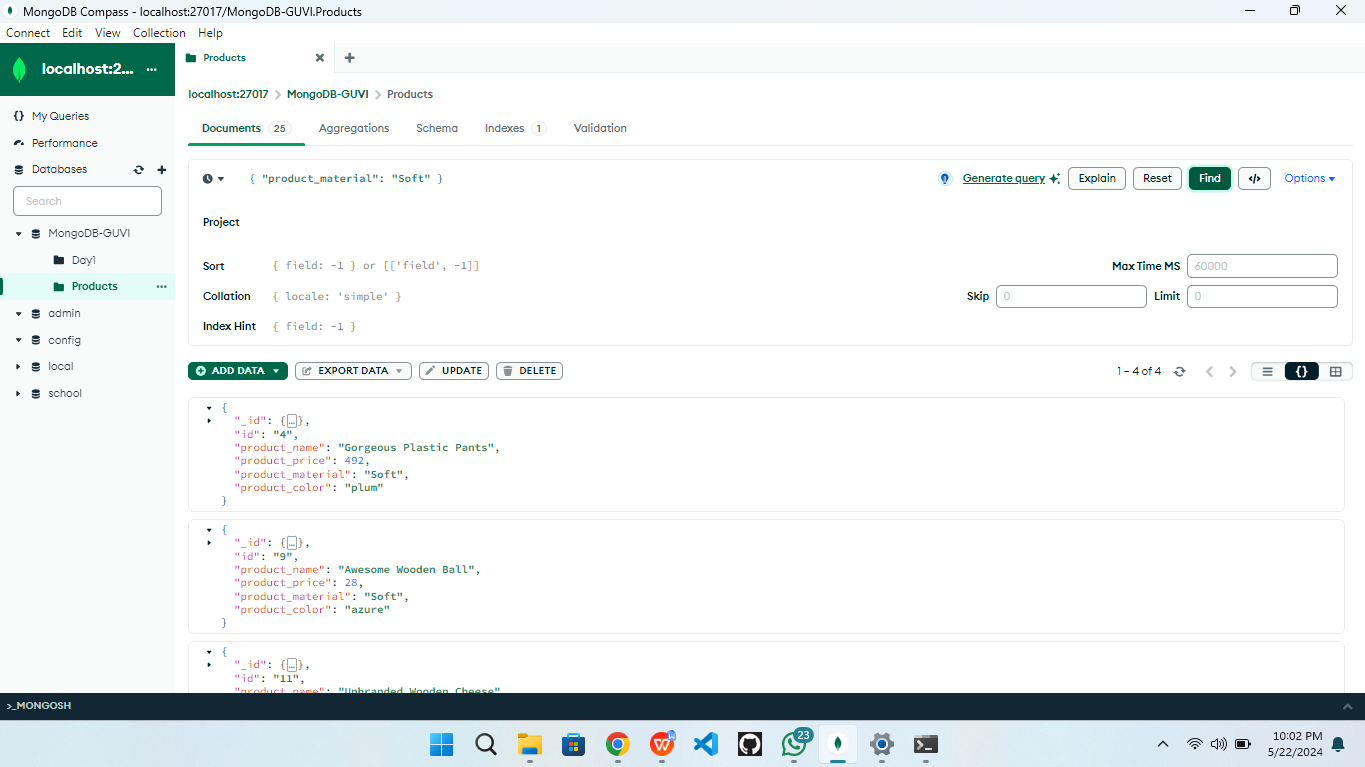 MongoDB Compass - localhost:27017/MongoDB-GUVI.Products
Connect Edit View Collection Help
localhost:2... ...
Products
localhost:27017 > MongoDB-GUVI > Products
My Queries
Performance
Databases
Search
MongoDB-GUVI
Day1
Products ...
admin
config
local
school
Documents 25 Aggregations Schema Indexes 1 Validation
{ "product_material": "Soft" }
Generate query Explain Reset Find </> Options
Project
Sort { field: -1 } or [['field', -1]] Max Time MS 60000
Collation { locale: 'simple' } Skip 0 Limit 0
Index Hint { field: -1 }
ADD DATA EXPORT DATA UPDATE DELETE 1 – 4 of 4 {}
{
"_id": {…},
"id": "4",
"product_name": "Gorgeous Plastic Pants",
"product_price": 492,
"product_material": "Soft",
"product_color": "plum"
}
{
"_id": {…},
"id": "9",
"product_name": "Awesome Wooden Ball",
"product_price": 28,
"product_material": "Soft",
"product_color": "azure"
}
{
"_id": {…},
"id": "11",
"product_name": "Unbranded Wooden Cheese"
>_MONGOSH
23
10:02 PM
5/22/2024